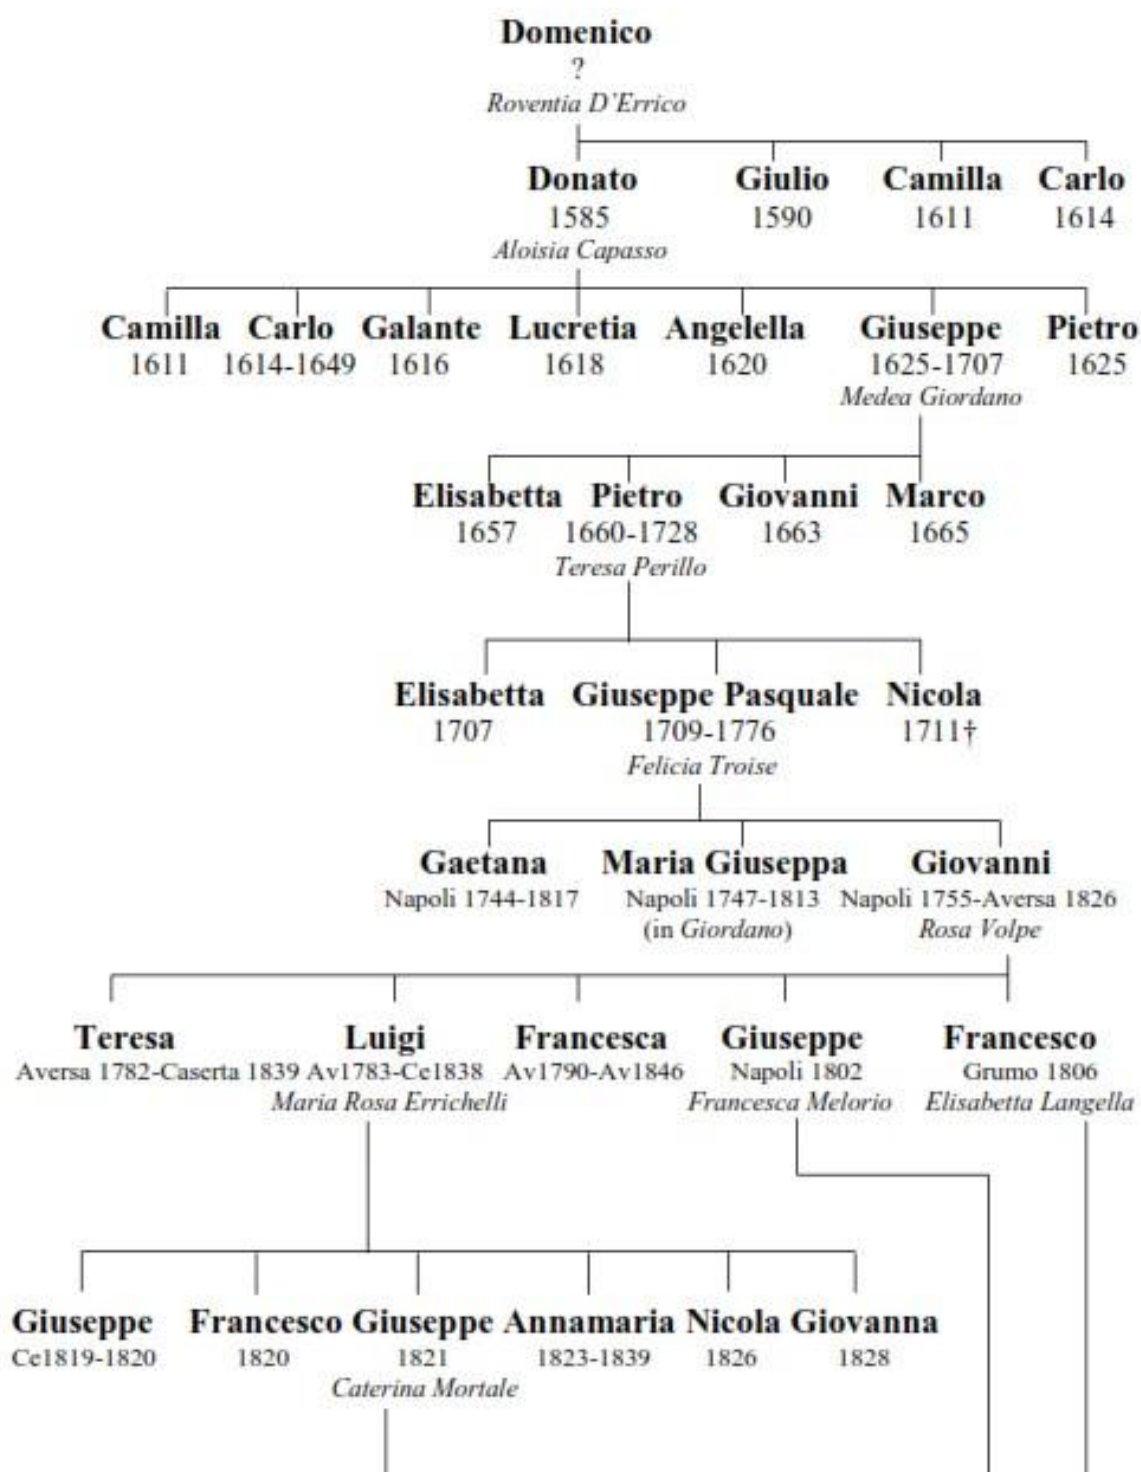 Domenico
?
Roventia D'Errico
Donato Giulio Camilla Carlo
1585 1590 1611 1614
Aloisia Capasso
Camilla Carlo Galante Lucretia Angelella Giuseppe Pietro
1611 1614-1649 1616 1618 1620 1625-1707 1625
Medea Giordano
Elisabetta Pietro Giovanni Marco
1657 1660-1728 1663 1665
Teresa Perillo
Elisabetta Giuseppe Pasquale Nicola
1707 1709-1776 1711†
Felicia Troise
Gaetana Maria Giuseppa Giovanni
Napoli 1744-1817 Napoli 1747-1813 Napoli 1755-Aversa 1826
(in Giordano) Rosa Volpe
Teresa Luigi Francesca Giuseppe Francesco
Aversa 1782-Caserta 1839 Av1783-Ce1838 Av1790-Av1846 Napoli 1802 Grumo 1806
Maria Rosa Errichelli Francesca Melorio Elisabetta Langella
Giuseppe Francesco Giuseppe Annamaria Nicola Giovanna
Ce1819-1820 1820 1821 1823-1839 1826 1828
Caterina Mortale